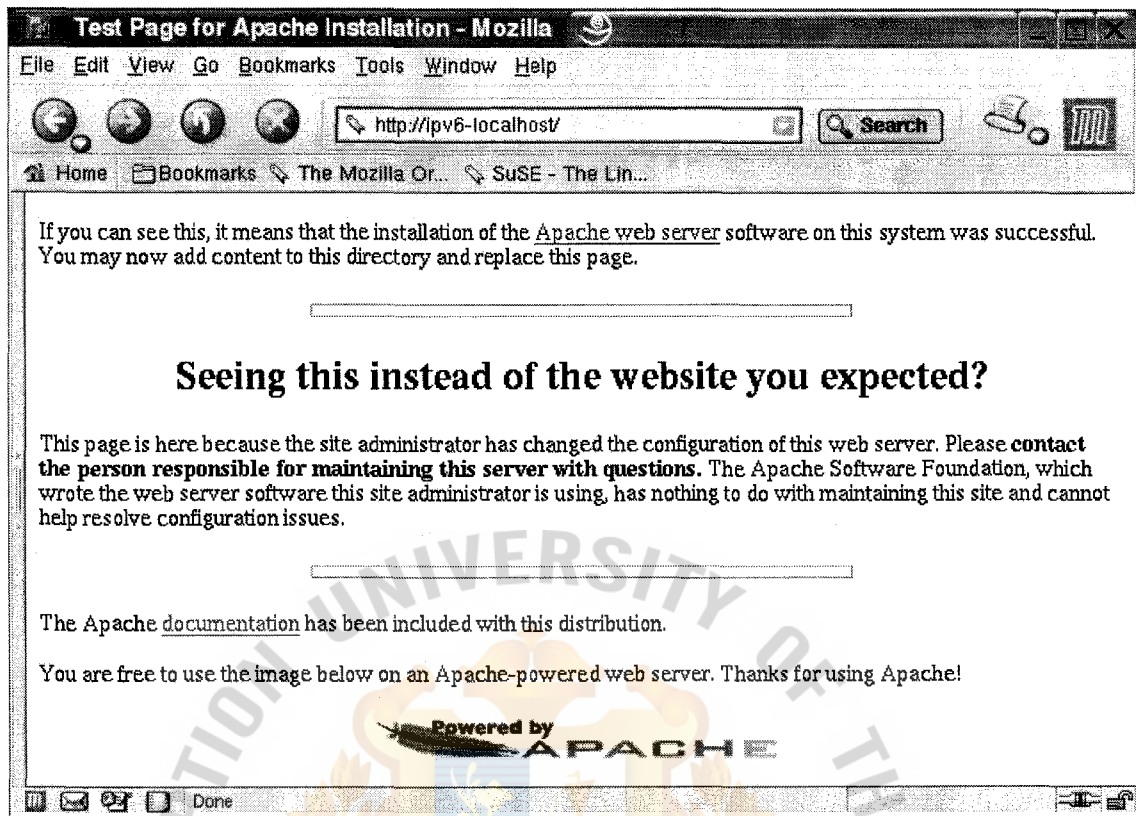 Test Page for Apache Installation - Mozilla
File Edit View Go Bookmarks Tools Window Help
http://ipv6-localhost/ Search
Home Bookmarks The Mozilla Or... SuSE - The Lin...
If you can see this, it means that the installation of the Apache web server software on this system was successful.
You may now add content to this directory and replace this page.
Seeing this instead of the website you expected?
This page is here because the site administrator has changed the configuration of this web server. Please contact
the person responsible for maintaining this server with questions. The Apache Software Foundation, which
wrote the web server software this site administrator is using, has nothing to do with maintaining this site and cannot
help resolve configuration issues.
The Apache documentation has been included with this distribution.
You are free to use the image below on an Apache-powered web server. Thanks for using Apache!
Powered by
APACHE
Done
UNIVERSITY OF